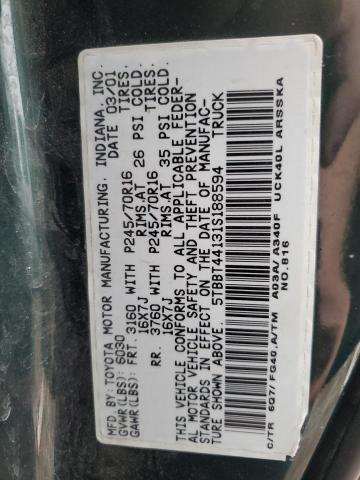 MFD.BY: TOYOTA MOTOR MANUFACTURING, INDIANA, INC.
GVWR(LBS): 6030 DATE 03/01
GAWR(LBS): FRT. 3160 WITH P245/70R16 TIRES.
16X7J RIMS.AT 26 PSI COLD
RR. 3760 WITH P245/70R16 TIRES.
16X7J RIMS.AT 35 PSI COLD
THIS VEHICLE CONFORMS TO ALL APPLICABLE FEDER-
AL MOTOR VEHICLE SAFETY AND THEFT PREVENTION
STANDARDS IN EFFECT ON THE DATE OF MANUFAC-
TURE SHOWN ABOVE. 5TBBT44131S188594 TRUCK
C/TR 6Q7/ FG40,A/TM A03A/ A340F UCK40L ARSSKA
NO.816